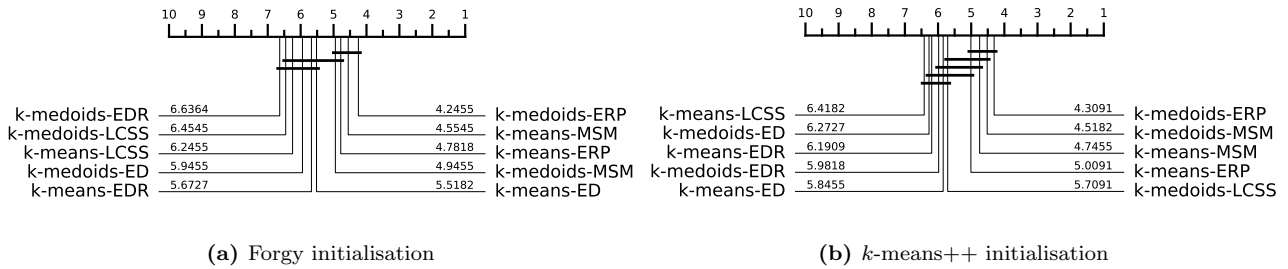 10 9 8 7 6 5 4 3 2 1
k-medoids-EDR 6.6364 4.2455 k-medoids-ERP
k-medoids-LCSS 6.4545 4.5545 k-means-MSM
k-means-LCSS 6.2455 4.7818 k-means-ERP
k-medoids-ED 5.9455 4.9455 k-medoids-MSM
k-means-EDR 5.6727 5.5182 k-means-ED
(a) Forgy initialisation
10 9 8 7 6 5 4 3 2 1
k-means-LCSS 6.4182 4.3091 k-medoids-ERP
k-medoids-ED 6.2727 4.5182 k-medoids-MSM
k-means-EDR 6.1909 4.7455 k-means-MSM
k-medoids-EDR 5.9818 5.0091 k-means-ERP
k-means-ED 5.8455 5.7091 k-medoids-LCSS
(b) k-means++ initialisation